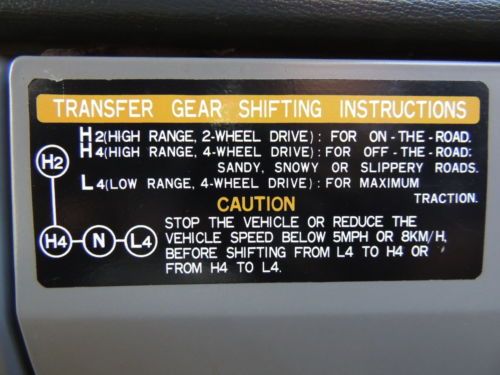 TRANSFER GEAR SHIFTING INSTRUCTIONS
H2(HIGH RANGE, 2-WHEEL DRIVE): FOR ON-THE-ROAD.
H4(HIGH RANGE, 4-WHEEL DRIVE): FOR OFF-THE-ROAD.
SANDY, SNOWY OR SLIPPERY ROADS.
L4(LOW RANGE, 4-WHEEL DRIVE): FOR MAXIMUM
TRACTION.
H2
H4 N L4
CAUTION
STOP THE VEHICLE OR REDUCE THE
VEHICLE SPEED BELOW 5MPH OR 8KM/H,
BEFORE SHIFTING FROM L4 TO H4 OR
FROM H4 TO L4.